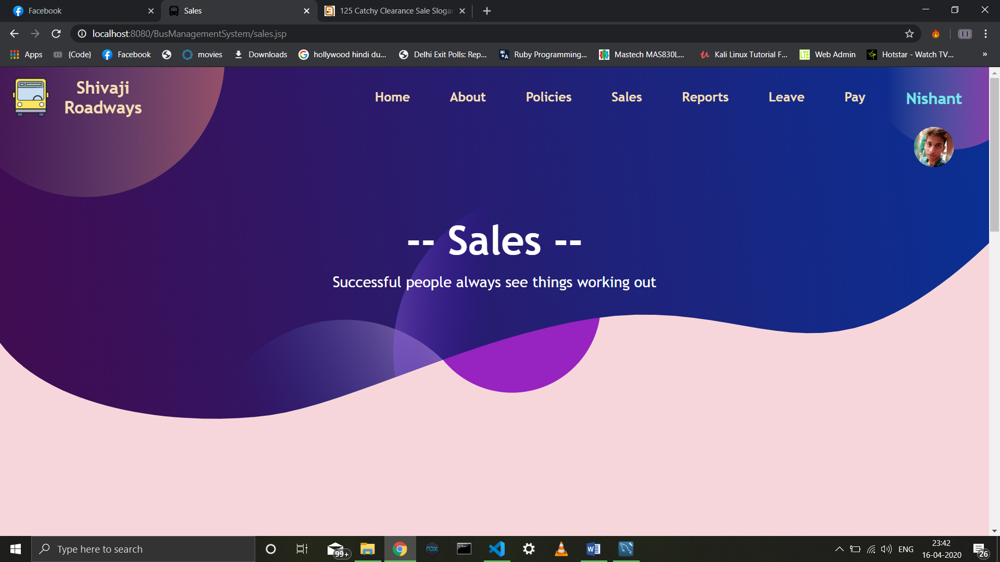 Facebook
Sales
125 Catchy Clearance Sale Slogan
localhost:8080/BusManagementSystem/sales.jsp
Apps
{Code}
Facebook
movies
Downloads
hollywood hindi du...
Delhi Exit Polls: Rep...
Ruby Programming...
Mastech MAS830L...
Kali Linux Tutorial F...
LTE
Web Admin
Hotstar - Watch TV...
»
Shivaji
Roadways
Home
About
Policies
Sales
Reports
Leave
Pay
Nishant
-- Sales --
Successful people always see things working out
Type here to search
99+
nox
ENG
23:42
16-04-2020
26